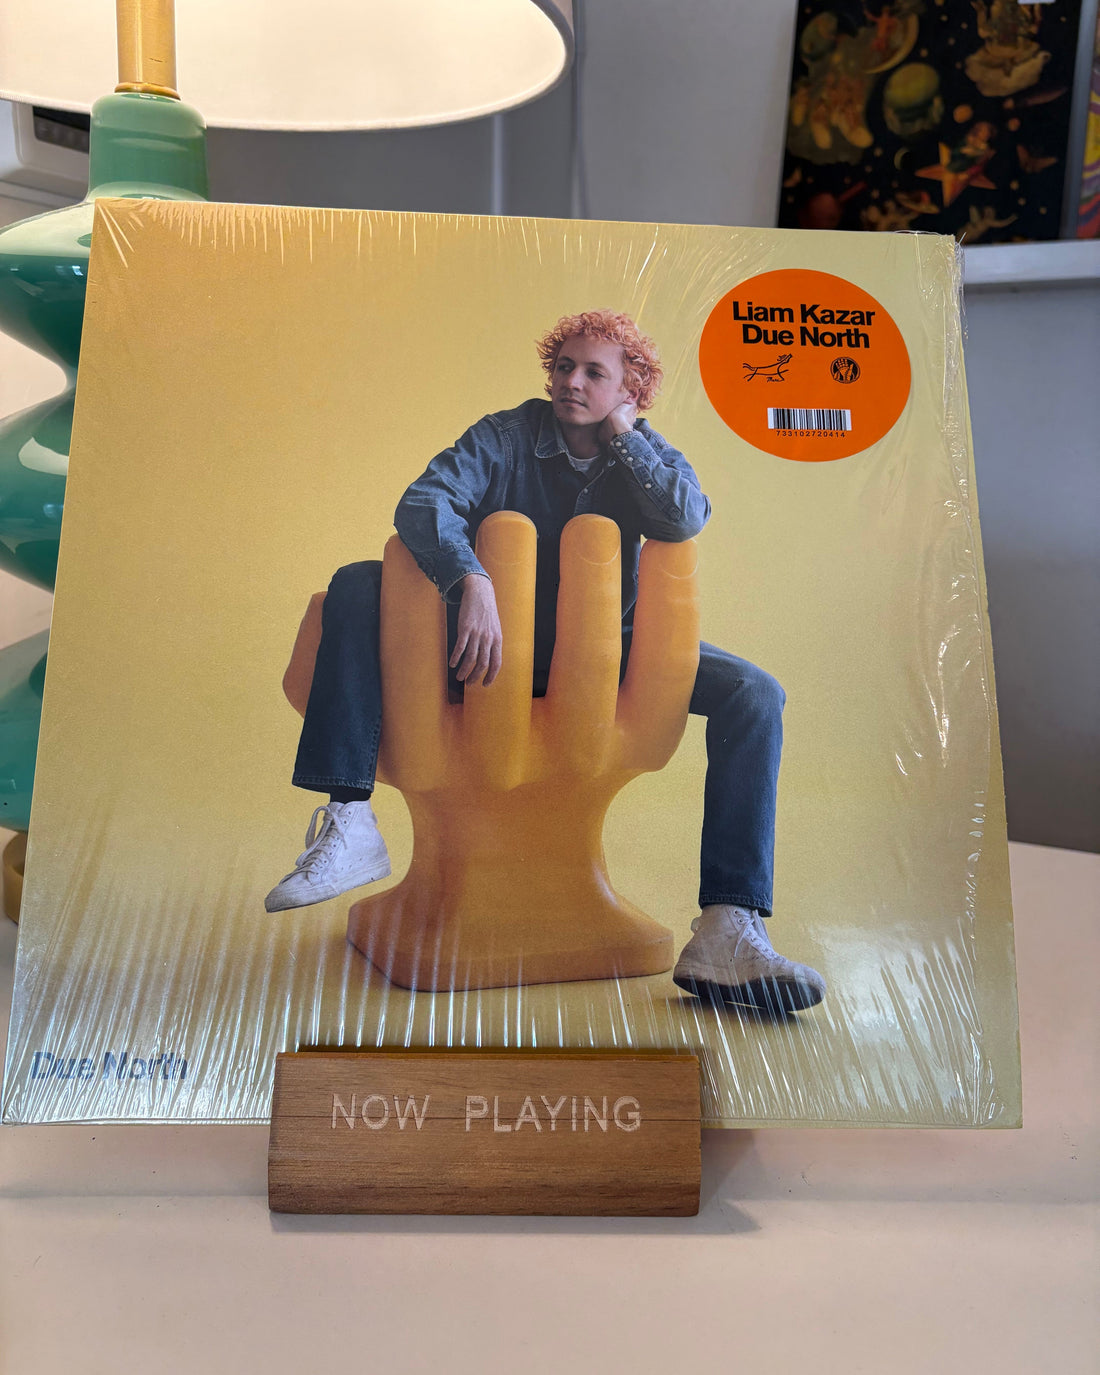 Liam Kazar
Due North
733102720414
Due North
NOW PLAYING